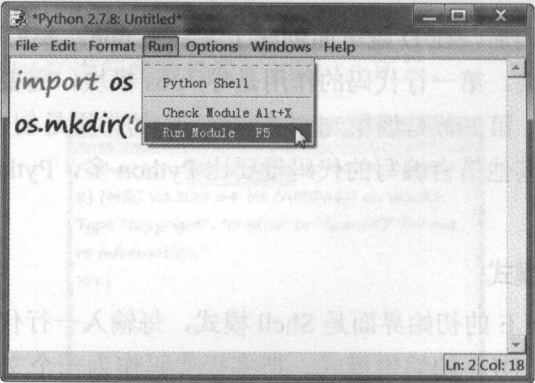 *Python 2.7.8: Untitled*
File Edit Format Run Options Windows Help
import os
Python Shell
Check Module Alt+X
os.mkdir('
Run Module F5
Ln: 2 Col: 18